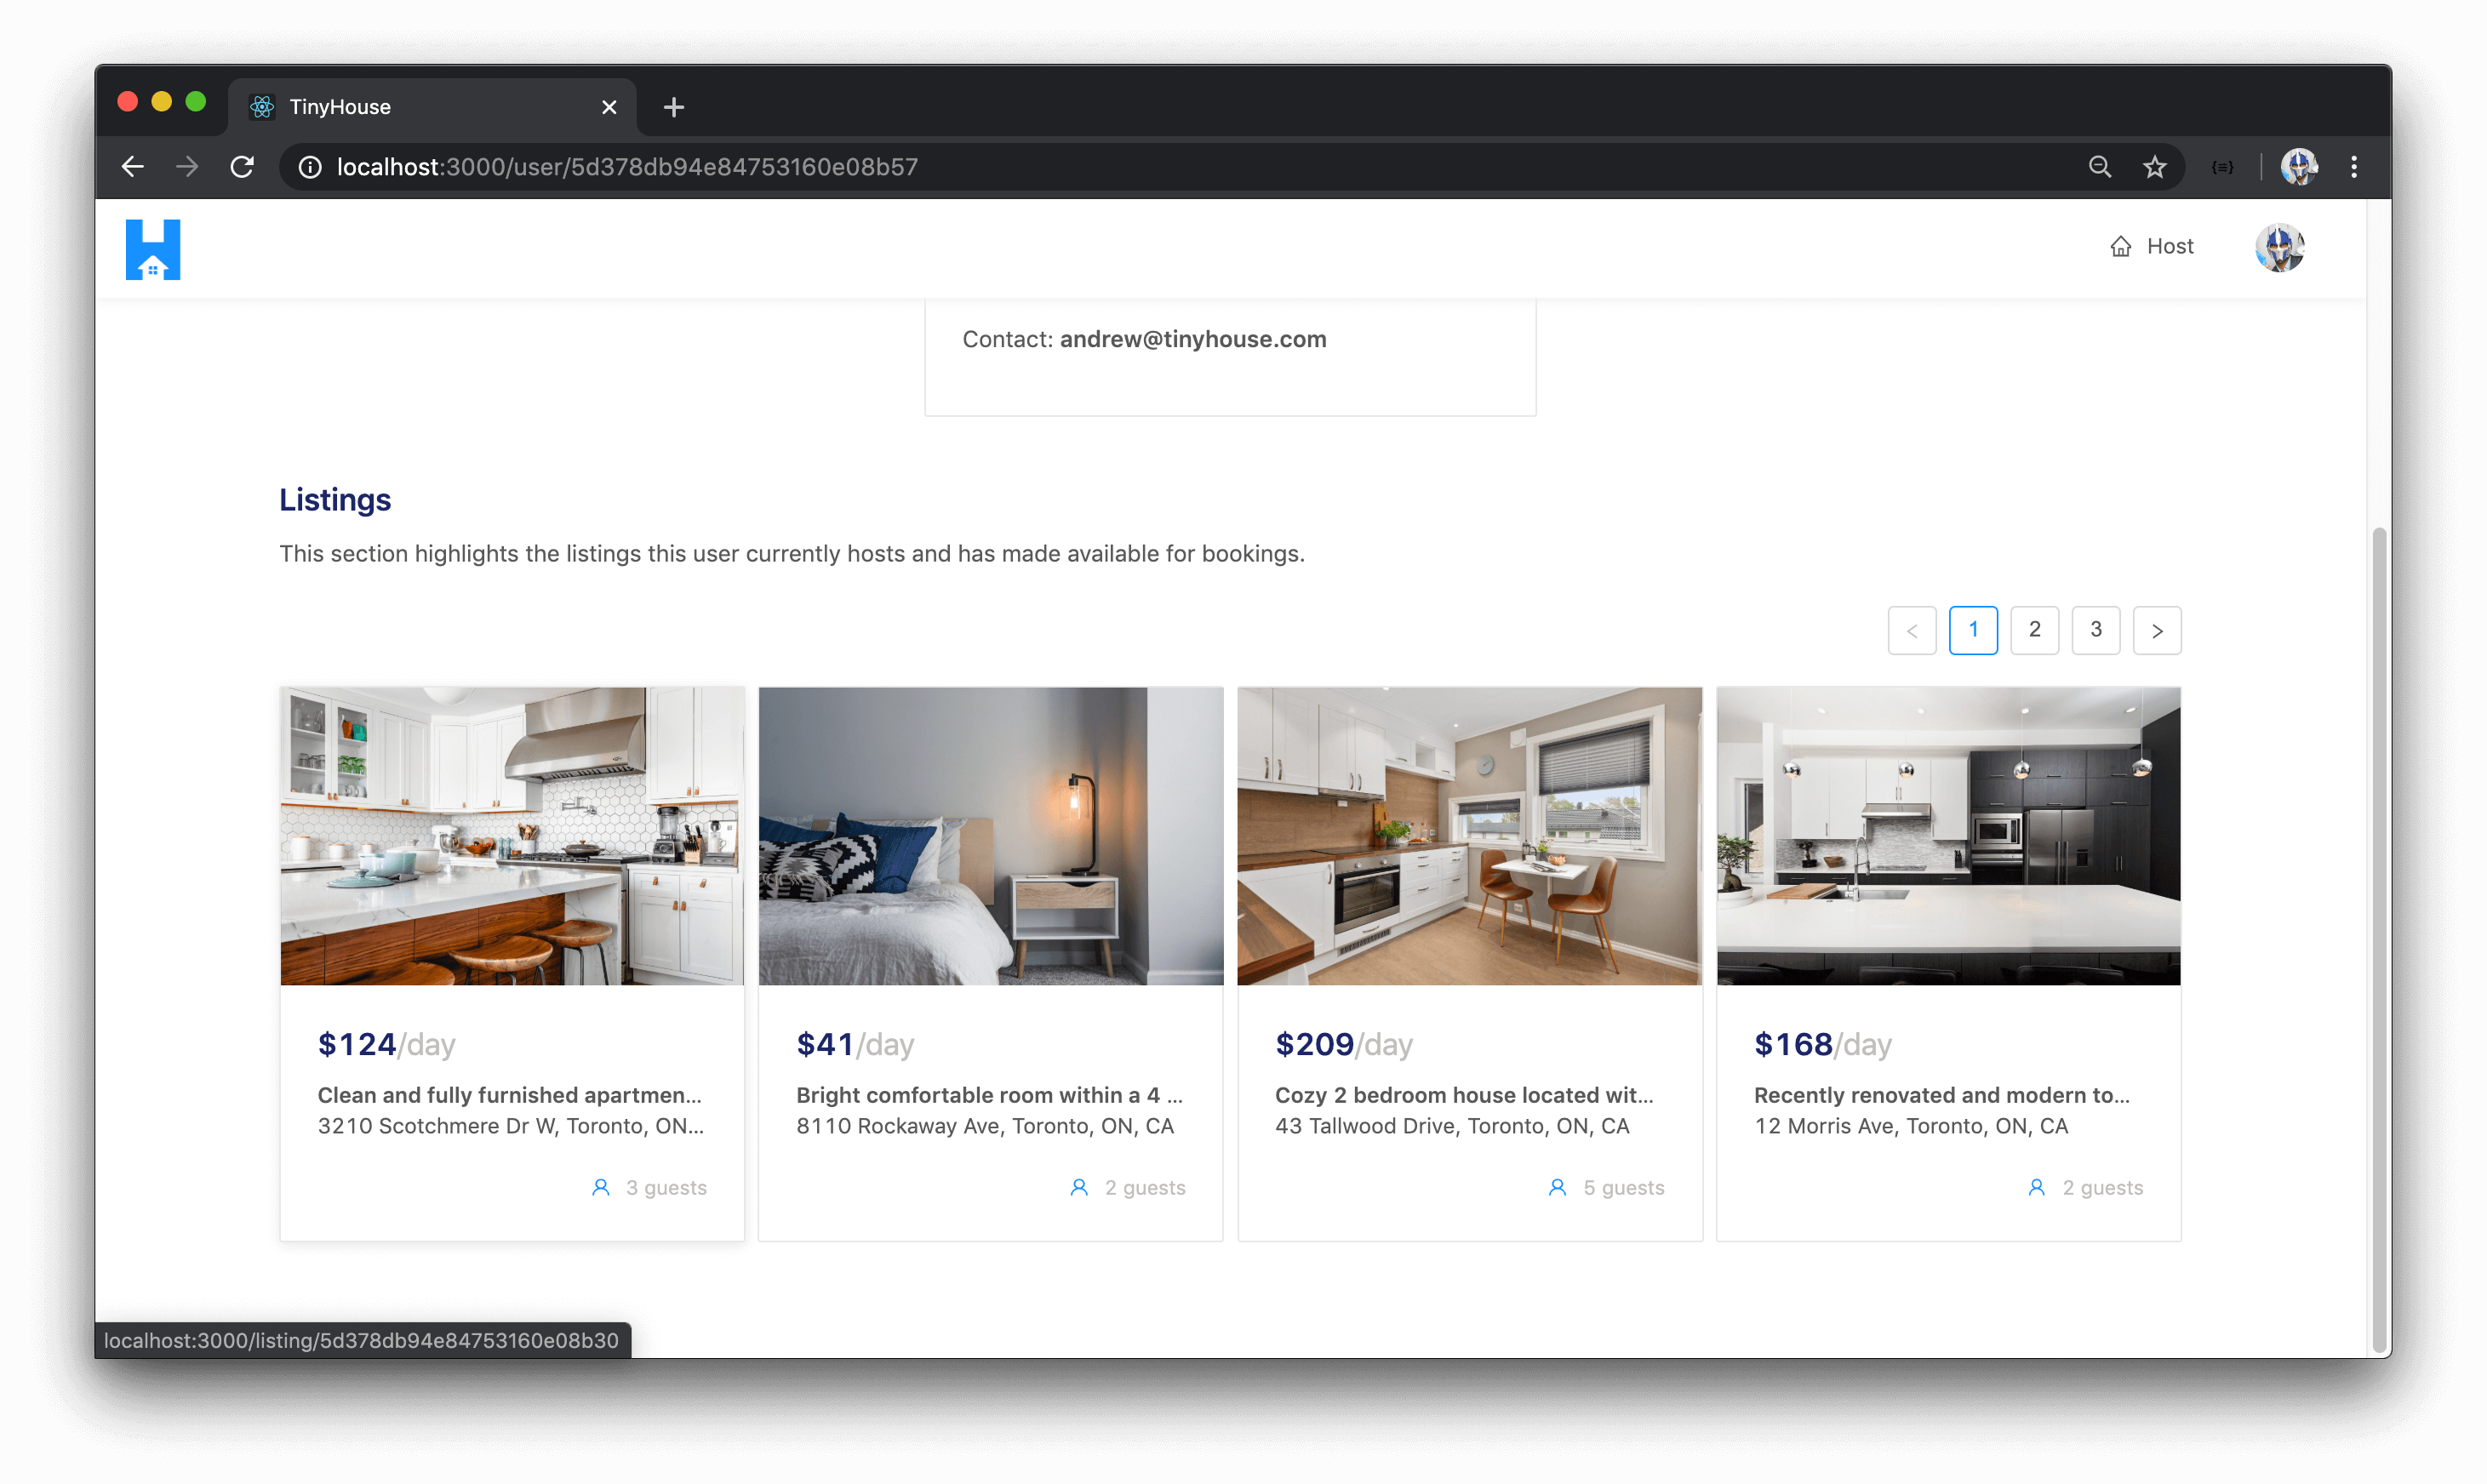 TinyHouse
localhost:3000/user/5d378db94e84753160e08b57
Host
Contact: andrew@tinyhouse.com
Listings
This section highlights the listings this user currently hosts and has made available for bookings.
< 1 2 3 >
$124/day
Clean and fully furnished apartmen...
3210 Scotchmere Dr W, Toronto, ON...
3 guests
$41/day
Bright comfortable room within a 4 ...
8110 Rockaway Ave, Toronto, ON, CA
2 guests
$209/day
Cozy 2 bedroom house located wit...
43 Tallwood Drive, Toronto, ON, CA
5 guests
$168/day
Recently renovated and modern to...
12 Morris Ave, Toronto, ON, CA
2 guests
localhost:3000/listing/5d378db94e84753160e08b30